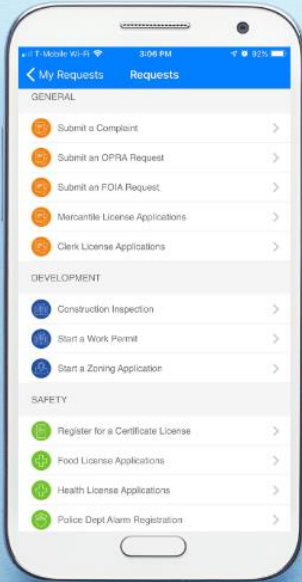 T-Mobile Wi-Fi 3:06 PM 92%
My Requests Requests
GENERAL
Submit a Complaint
Submit an OPRA Request
Submit an FOIA Request
Mercantile License Applications
Clerk License Applications
DEVELOPMENT
Construction Inspection
Start a Work Permit
Start a Zoning Application
SAFETY
Register for a Certificate License
Food License Applications
Health License Applications
Police Dept Alarm Registration